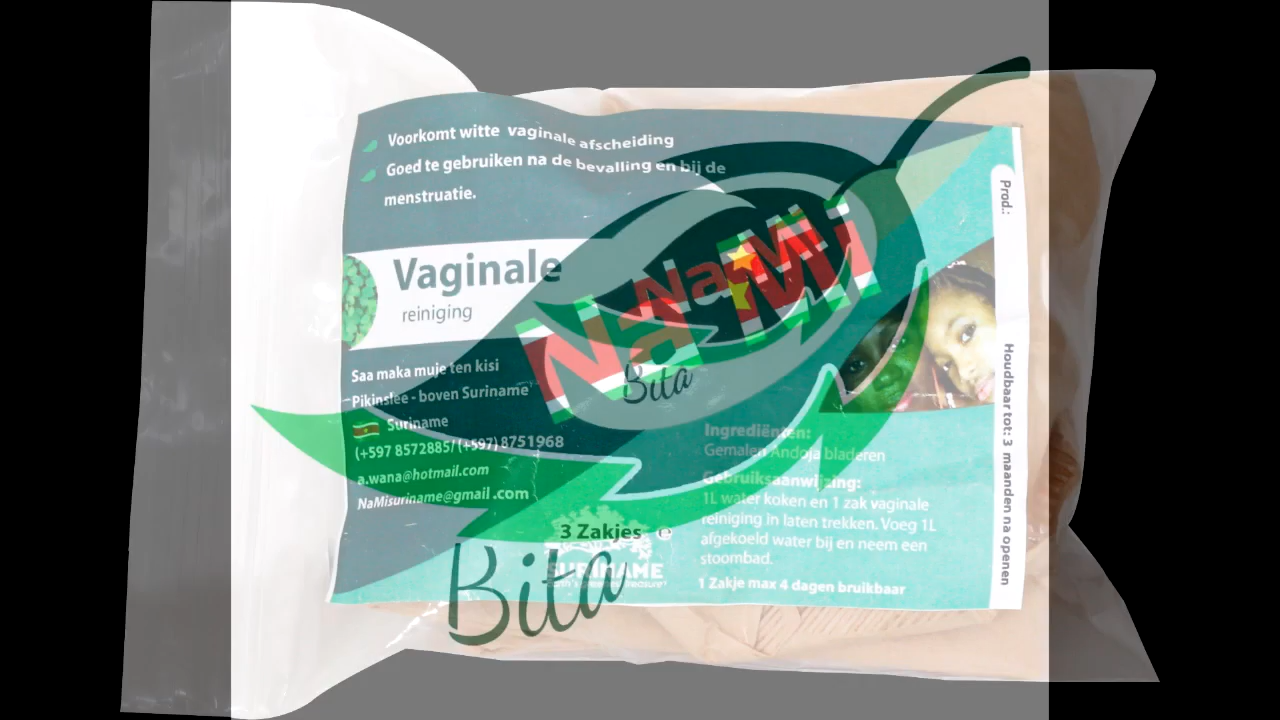 Voorkomt witte vaginale afscheiding
Goed te gebruiken na de bevalling en bij de
menstruatie.
Vaginale
reiniging
NaMi
Bita
NaMi
Bita
Saa maka muje ten kisi
Pikinslee - boven Suriname
Suriname
(+597 8572885/ (+597) 8751968
a.wana@hotmail.com
NaMisuriname@gmail.com
3 Zakjes e
SURINAME
Ingrediënten:
Gemalen Andoja bladeren
Gebruiksaanwijzing:
1L water koken en 1 zak vaginale
reiniging in laten trekken. Voeg 1L
afgekoeld water bij en neem een
stoombad.
1 Zakje max 4 dagen bruikbaar
Prod.:
Houdbaar tot: 3 maanden na openen